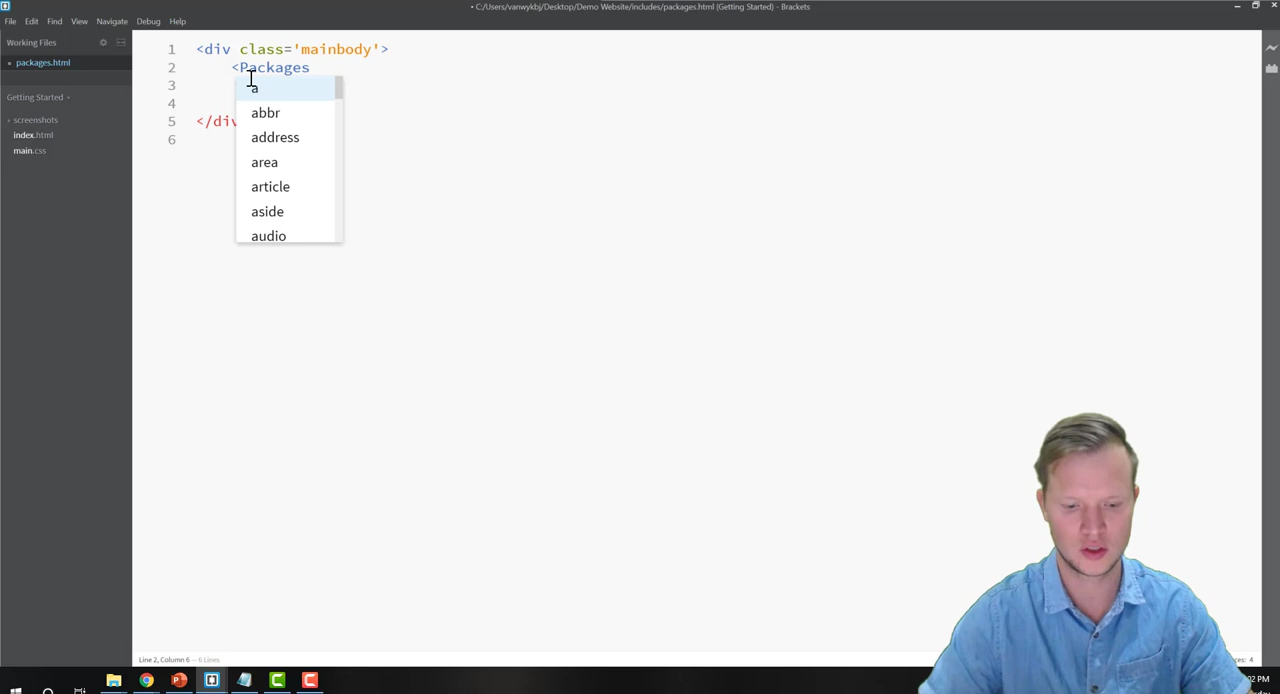 • C:/Users/vanwykbj/Desktop/Demo Website/includes/packages.html (Getting Started) - Brackets
File Edit Find View Navigate Debug Help
Working Files
• packages.html
Getting Started
screenshots
index.html
main.css
1 <div class='mainbody'>
2 <Packages
3
4
5 </div
6
a
abbr
address
area
article
aside
audio
Line 2, Column 6 — 6 Lines
02 PM